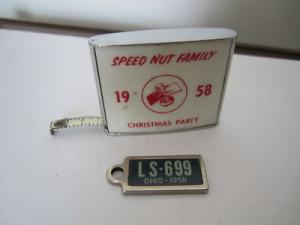 SPEED NUT FAMILY
19 58
CHRISTMAS PARTY
LS-699
OHIO-1958